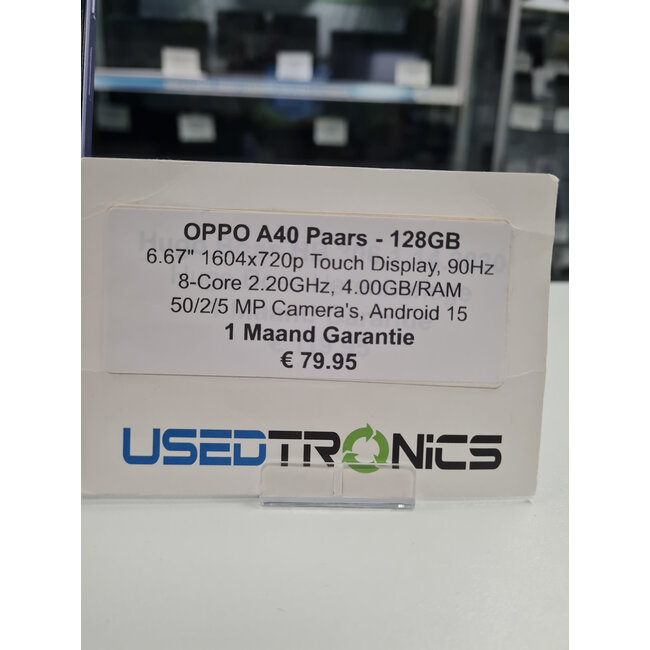 OPPO A40 Paars - 128GB
6.67" 1604x720p Touch Display, 90Hz
8-Core 2.20GHz, 4.00GB/RAM
50/2/5 MP Camera's, Android 15
1 Maand Garantie
€ 79.95
USEDTRONiCS